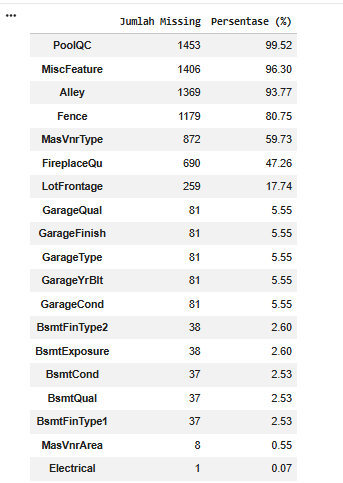 Jumlah Missing Persentase (%)
PoolQC 1453 99.52
MiscFeature 1406 96.30
Alley 1369 93.77
Fence 1179 80.75
MasVnrType 872 59.73
FireplaceQu 690 47.26
LotFrontage 259 17.74
GarageQual 81 5.55
GarageFinish 81 5.55
GarageType 81 5.55
GarageYrBlt 81 5.55
GarageCond 81 5.55
BsmtFinType2 38 2.60
BsmtExposure 38 2.60
BsmtCond 37 2.53
BsmtQual 37 2.53
BsmtFinType1 37 2.53
MasVnrArea 8 0.55
Electrical 1 0.07